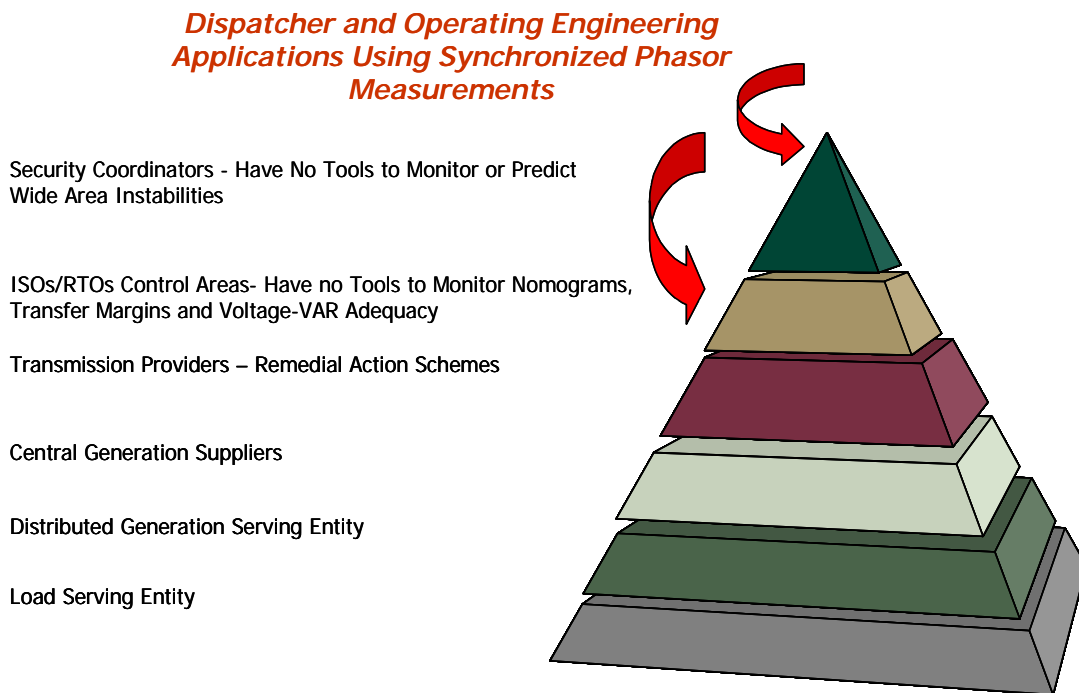 Dispatcher and Operating Engineering
Applications Using Synchronized Phasor
Measurements
Security Coordinators - Have No Tools to Monitor or Predict
Wide Area Instabilities
ISOs/RTOs Control Areas- Have no Tools to Monitor Nomograms,
Transfer Margins and Voltage-VAR Adequacy
Transmission Providers – Remedial Action Schemes
Central Generation Suppliers
Distributed Generation Serving Entity
Load Serving Entity